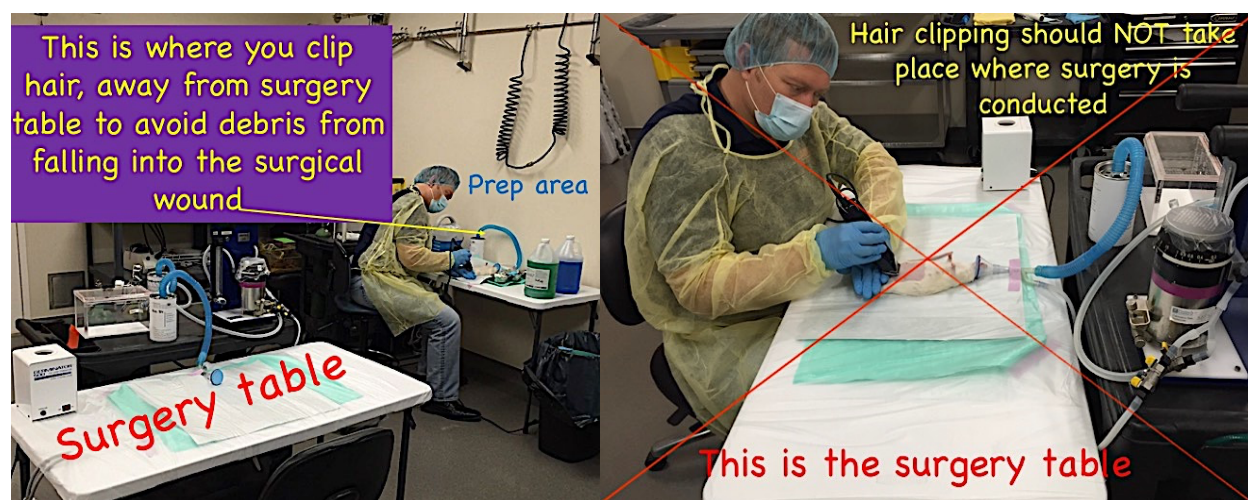 This is where you clip
hair, away from surgery
table to avoid debris from
falling into the surgical
wound
Prep area
GERMINATOR
500
Surgery table
Hair clipping should NOT take
place where surgery is
conducted
This is the surgery table